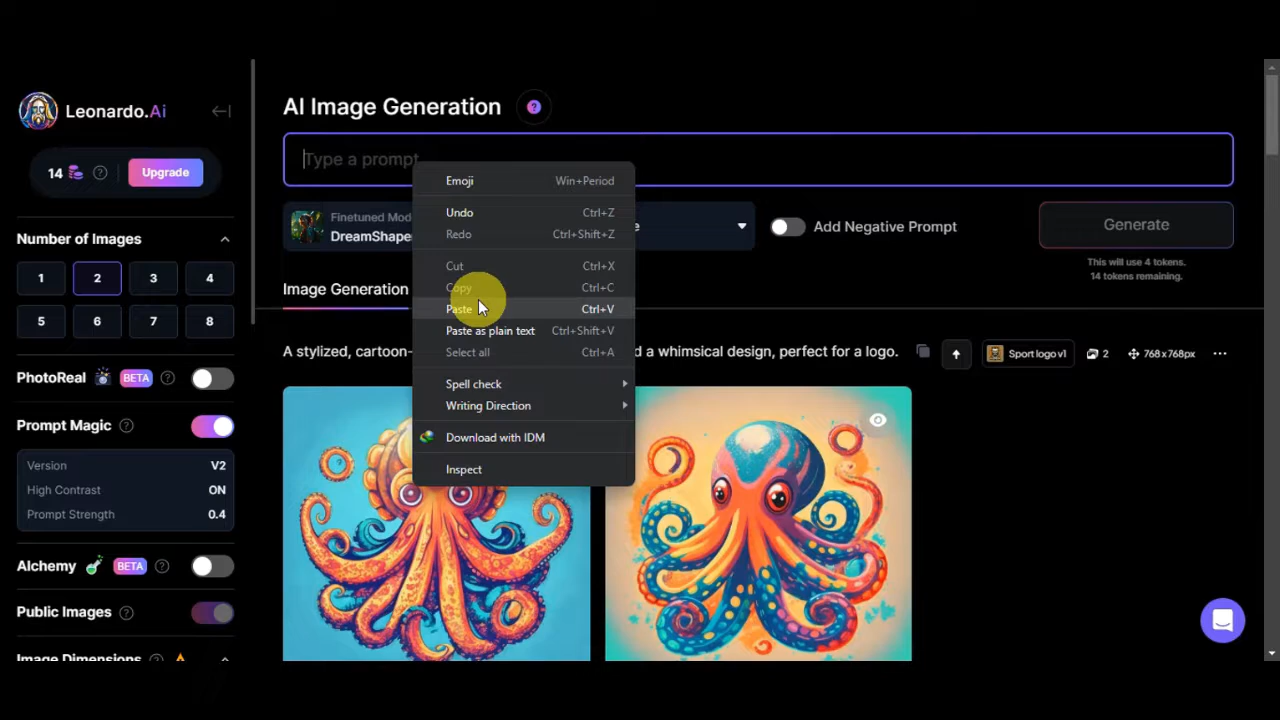 Leonardo.Ai
14
Upgrade
Number of Images
1
2
3
4
5
6
7
8
PhotoReal
BETA
Prompt Magic
Version V2
High Contrast ON
Prompt Strength 0.4
Alchemy
BETA
Public Images
Image Dimensions
AI Image Generation
Type a prompt
Finetuned Mod
DreamShaper
e
Add Negative Prompt
Generate
This will use 4 tokens.
14 tokens remaining.
Image Generation
Emoji Win+Period
Undo Ctrl+Z
Redo Ctrl+Shift+Z
Cut Ctrl+X
Copy Ctrl+C
Paste Ctrl+V
Paste as plain text Ctrl+Shift+V
Select all Ctrl+A
Spell check
Writing Direction
Download with IDM
Inspect
A stylized, cartoon- d a whimsical design, perfect for a logo.
Sport logo v1
2
768x768px